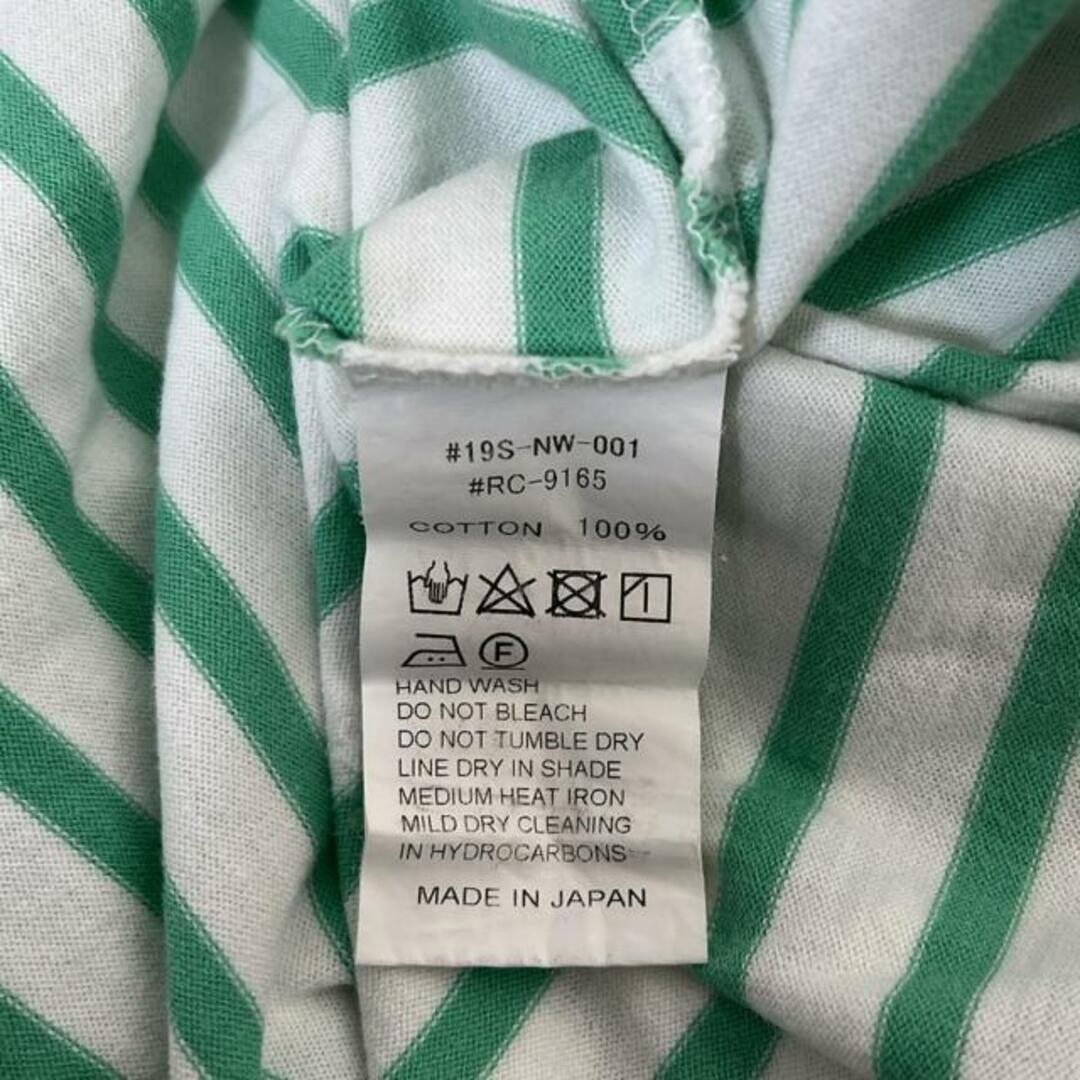 #19S-NW-001
#RC-9165
COTTON 100%
F
HAND WASH
DO NOT BLEACH
DO NOT TUMBLE DRY
LINE DRY IN SHADE
MEDIUM HEAT IRON
MILD DRY CLEANING
IN HYDROCARBONS
MADE IN JAPAN